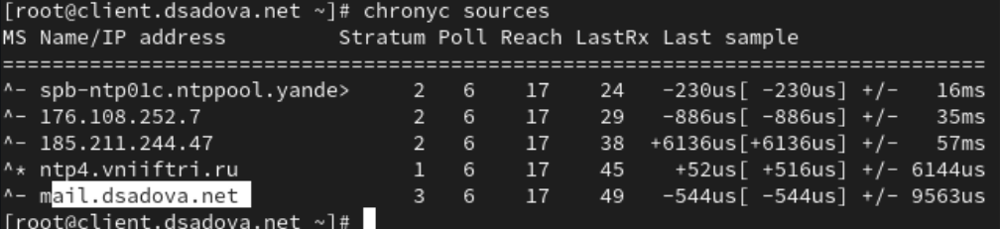 [root@client.dsadova.net ~]# chronyc sources
MS Name/IP address         Stratum Poll Reach LastRx Last sample
===============================================================================
^- spb-ntp01c.ntppool.yande>     2   6    17    24   -230us[ -230us] +/-   16ms
^- 176.108.252.7                 2   6    17    29   -886us[ -886us] +/-   35ms
^- 185.211.244.47                2   6    17    38  +6136us[+6136us] +/-   57ms
^* ntp4.vniiftri.ru              1   6    17    45    +52us[ +516us] +/- 6144us
^- mail.dsadova.net              3   6    17    49   -544us[ -544us] +/- 9563us
[root@client.dsadova.net ~]#